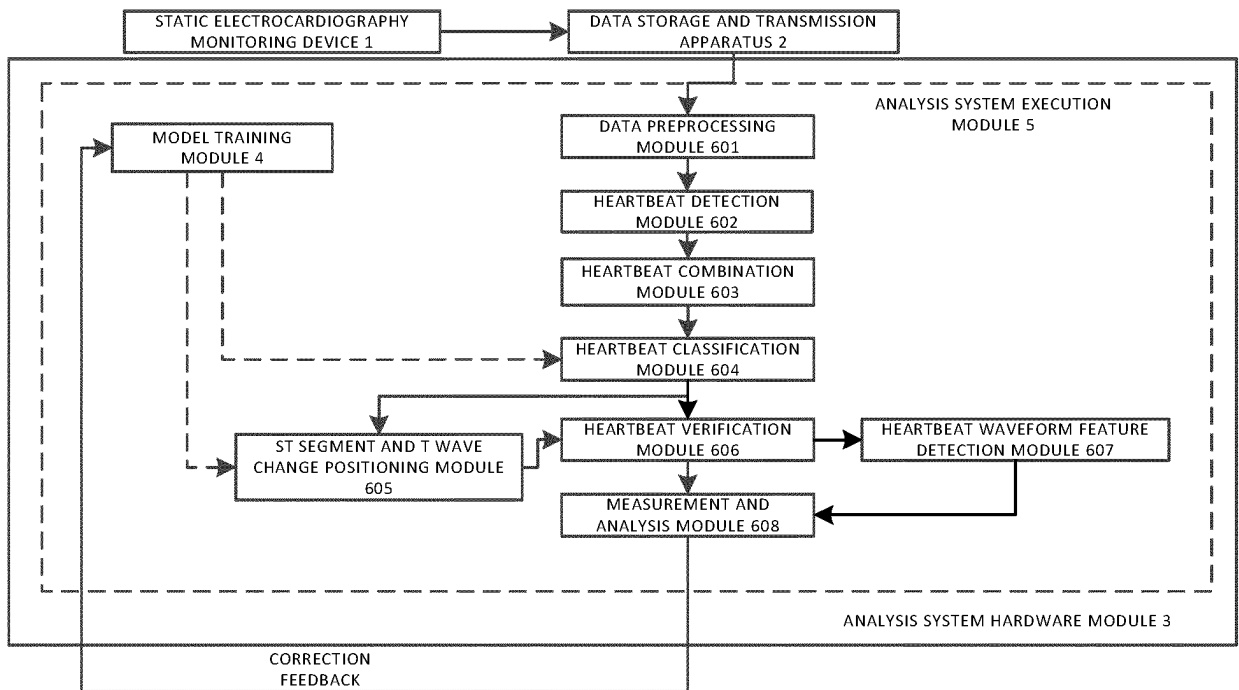 STATIC ELECTROCARDIOGRAPHY
MONITORING DEVICE 1
DATA STORAGE AND TRANSMISSION
APPARATUS 2
ANALYSIS SYSTEM EXECUTION
MODULE 5
MODEL TRAINING
MODULE 4
DATA PREPROCESSING
MODULE 601
HEARTBEAT DETECTION
MODULE 602
HEARTBEAT COMBINATION
MODULE 603
HEARTBEAT CLASSIFICATION
MODULE 604
ST SEGMENT AND T WAVE
CHANGE POSITIONING MODULE
605
HEARTBEAT VERIFICATION
MODULE 606
HEARTBEAT WAVEFORM FEATURE
DETECTION MODULE 607
MEASUREMENT AND
ANALYSIS MODULE 608
ANALYSIS SYSTEM HARDWARE MODULE 3
CORRECTION
FEEDBACK